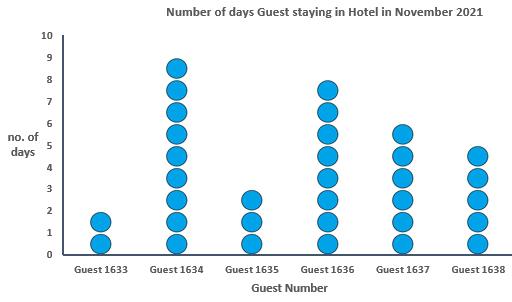 Number of days Guest staying in Hotel in November 2021
10
9
8
7
6
5
4
3
2
1
0
no. of
days
Guest 1633 Guest 1634 Guest 1635 Guest 1636 Guest 1637 Guest 1638
Guest Number